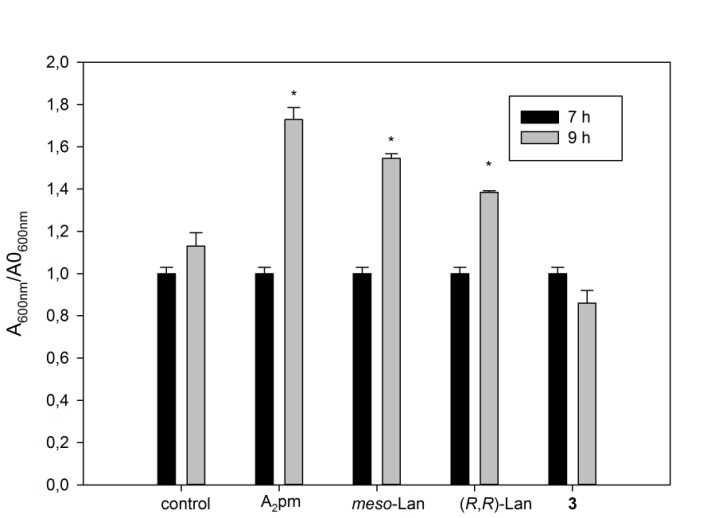 2,0
1,8
1,6
1,4
1,2
1,0
0,8
0,6
0,4
0,2
0,0
A600nm/A0600nm
*
*
*
7 h
9 h
control
A2pm
meso-Lan
(R,R)-Lan
3